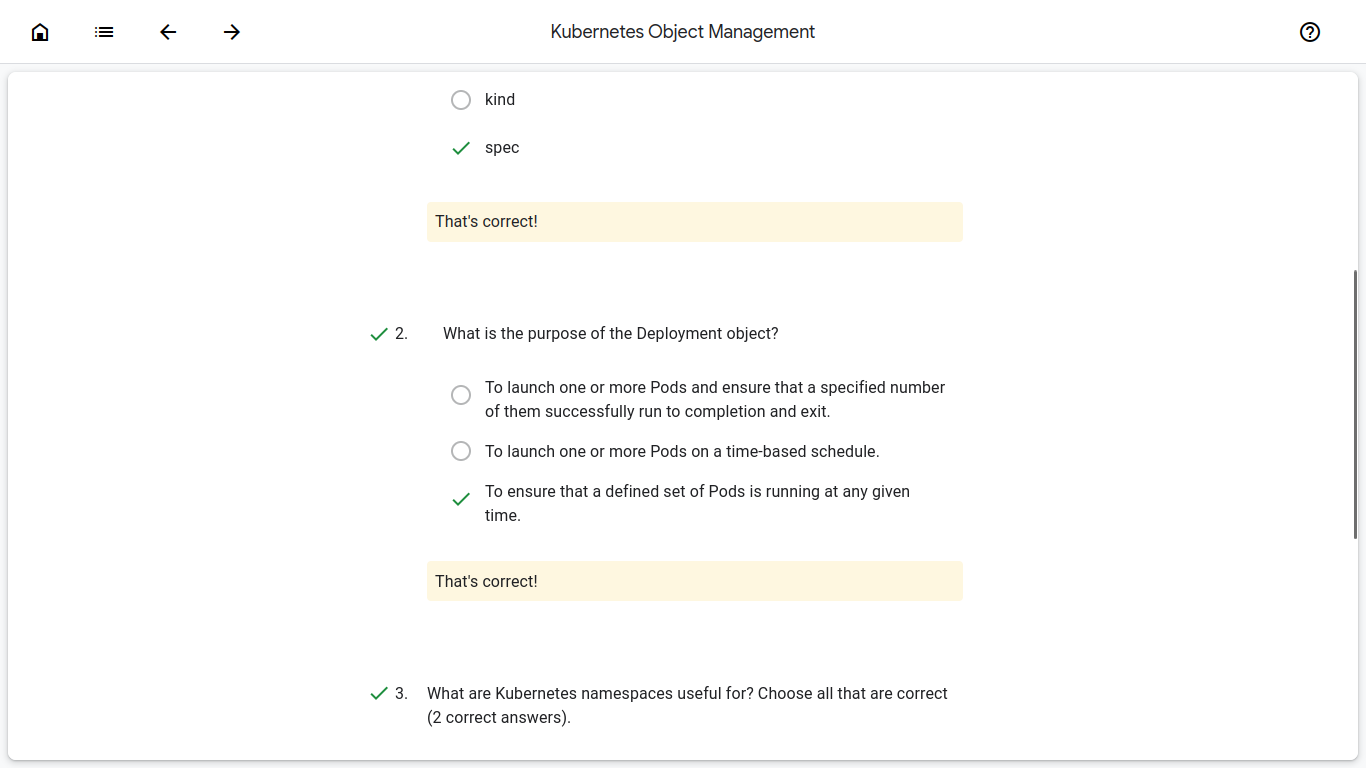 Kubernetes Object Management
kind
spec
That's correct!
2. What is the purpose of the Deployment object?
To launch one or more Pods and ensure that a specified number
of them successfully run to completion and exit.
To launch one or more Pods on a time-based schedule.
To ensure that a defined set of Pods is running at any given
time.
That's correct!
3. What are Kubernetes namespaces useful for? Choose all that are correct
(2 correct answers).